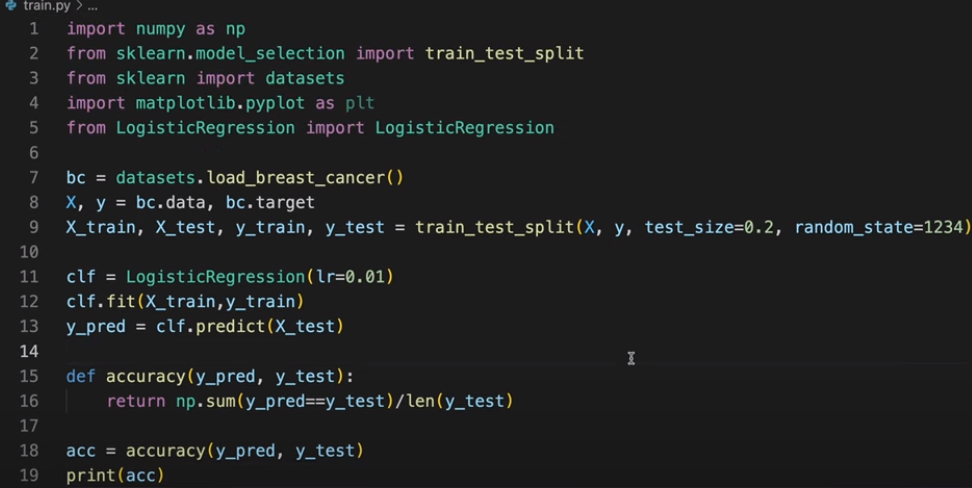 train.py > ...
1 import numpy as np
2 from sklearn.model_selection import train_test_split
3 from sklearn import datasets
4 import matplotlib.pyplot as plt
5 from LogisticRegression import LogisticRegression
6
7 bc = datasets.load_breast_cancer()
8 X, y = bc.data, bc.target
9 X_train, X_test, y_train, y_test = train_test_split(X, y, test_size=0.2, random_state=1234)
10
11 clf = LogisticRegression(lr=0.01)
12 clf.fit(X_train,y_train)
13 y_pred = clf.predict(X_test)
14
15 def accuracy(y_pred, y_test):
16     return np.sum(y_pred==y_test)/len(y_test)
17
18 acc = accuracy(y_pred, y_test)
19 print(acc)